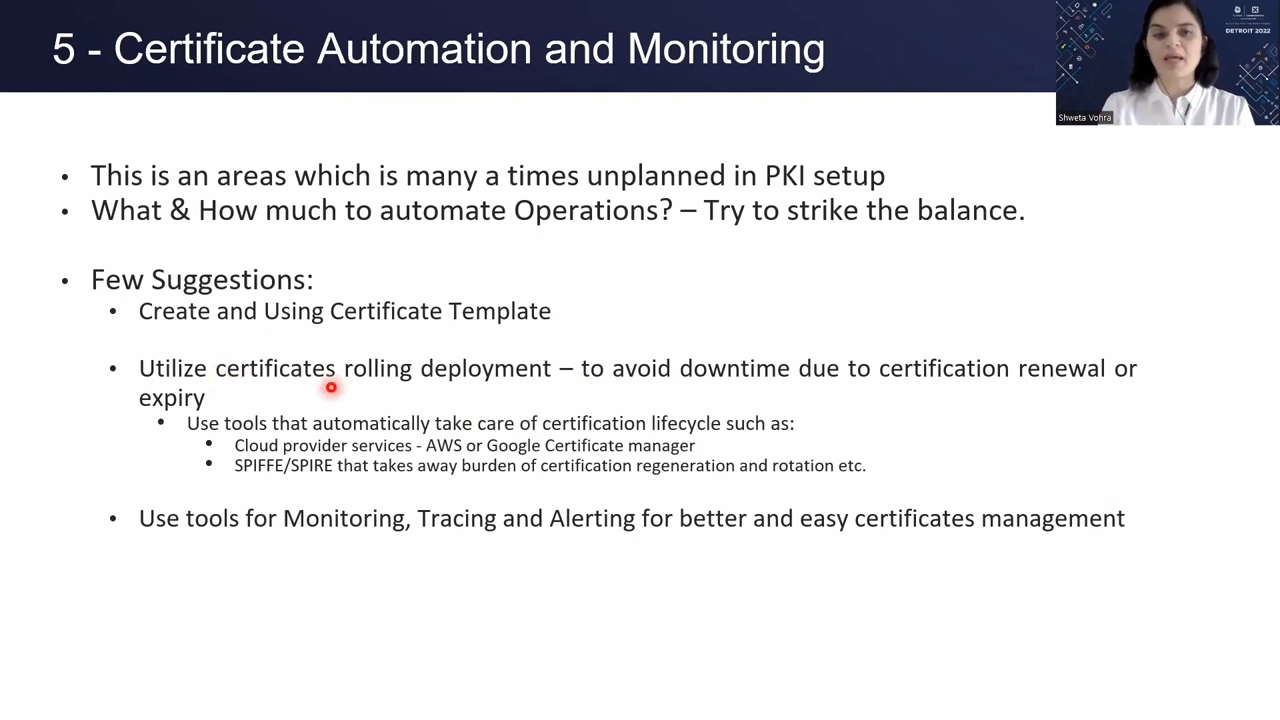 5 - Certificate Automation and Monitoring
DETROIT 2022
Shweta Vohra
• This is an areas which is many a times unplanned in PKI setup
• What & How much to automate Operations? – Try to strike the balance.
• Few Suggestions:
• Create and Using Certificate Template
• Utilize certificates rolling deployment – to avoid downtime due to certification renewal or
expiry
• Use tools that automatically take care of certification lifecycle such as:
• Cloud provider services - AWS or Google Certificate manager
• SPIFFE/SPIRE that takes away burden of certification regeneration and rotation etc.
• Use tools for Monitoring, Tracing and Alerting for better and easy certificates management